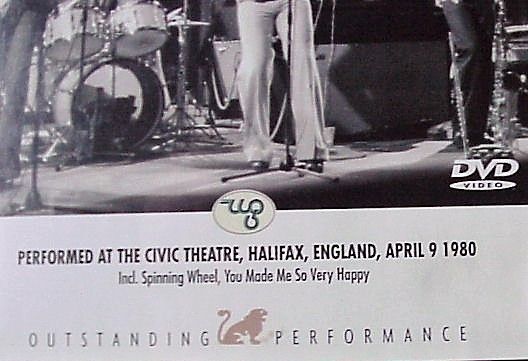 DVD
VIDEO
PERFORMED AT THE CIVIC THEATRE, HALIFAX, ENGLAND, APRIL 9 1980
Incl. Spinning Wheel, You Made Me So Very Happy
OUTSTANDING PERFORMANCE